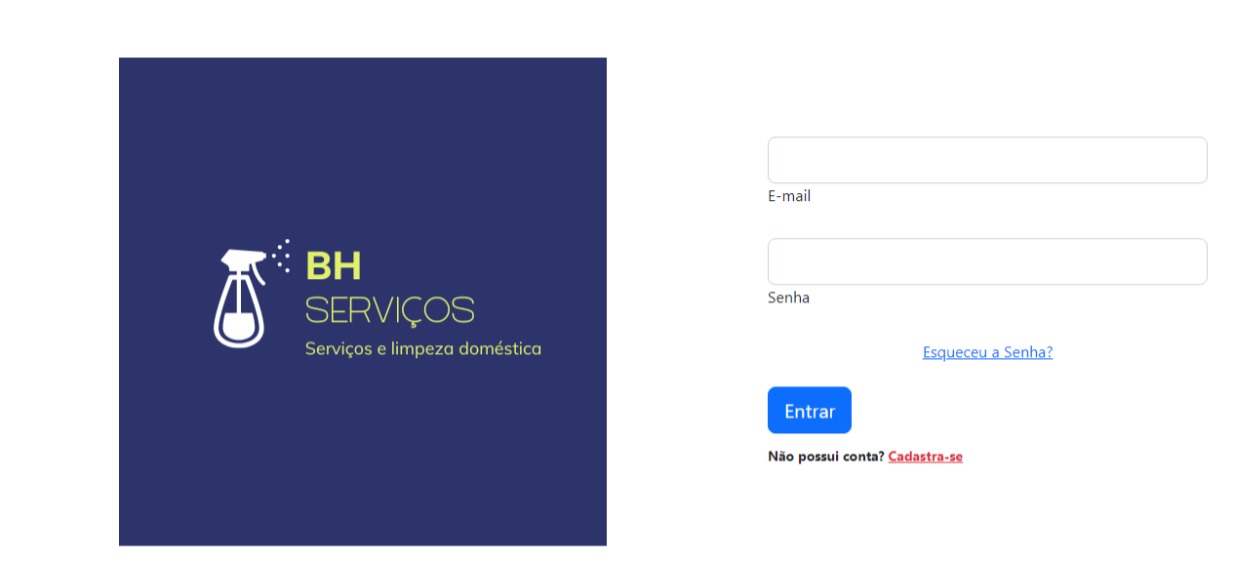 BH
SERVIÇOS
Serviços e limpeza doméstica
E-mail
Senha
Esqueceu a Senha?
Entrar
Não possui conta? Cadastra-se